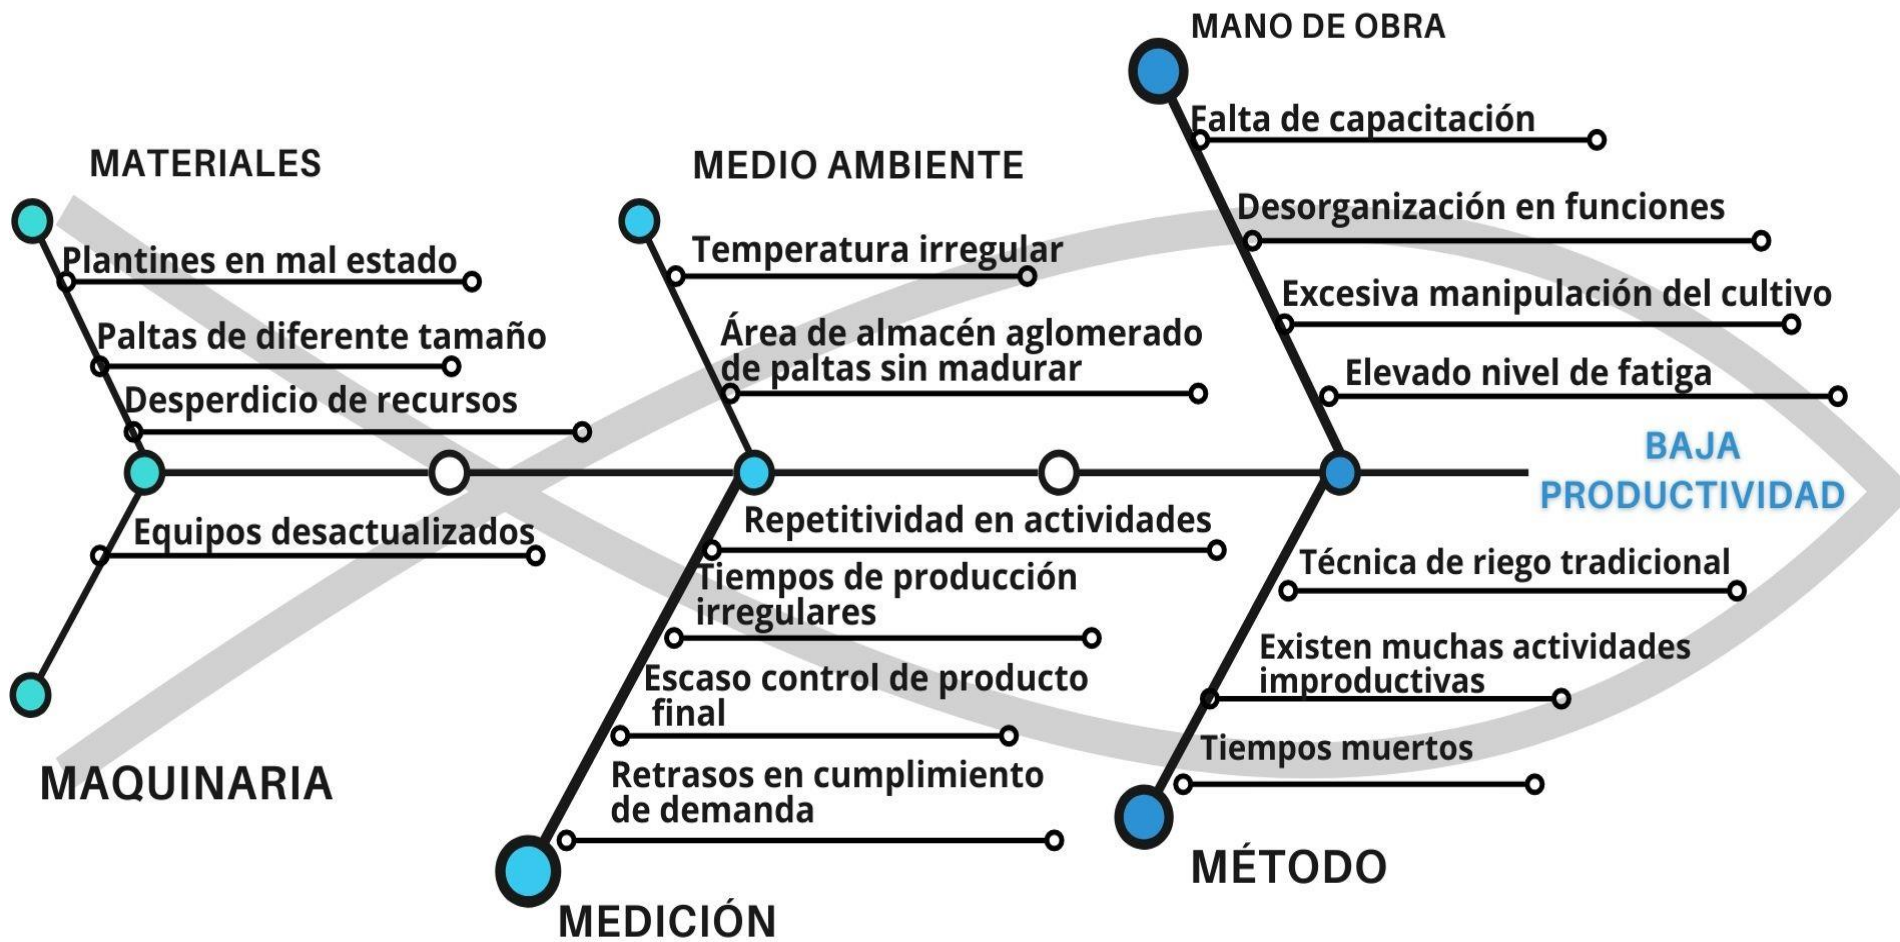 MANO DE OBRA
Falta de capacitación
Desorganización en funciones
Excesiva manipulación del cultivo
Elevado nivel de fatiga
MATERIALES
Plantines en mal estado
Paltas de diferente tamaño
Desperdicio de recursos
MEDIO AMBIENTE
Temperatura irregular
Área de almacén aglomerado
de paltas sin madurar
BAJA
PRODUCTIVIDAD
Equipos desactualizados
MAQUINARIA
Repetitividad en actividades
Tiempos de producción
irregulares
Escaso control de producto
final
Retrasos en cumplimiento
de demanda
MEDICIÓN
Técnica de riego tradicional
Existen muchas actividades
improductivas
Tiempos muertos
MÉTODO